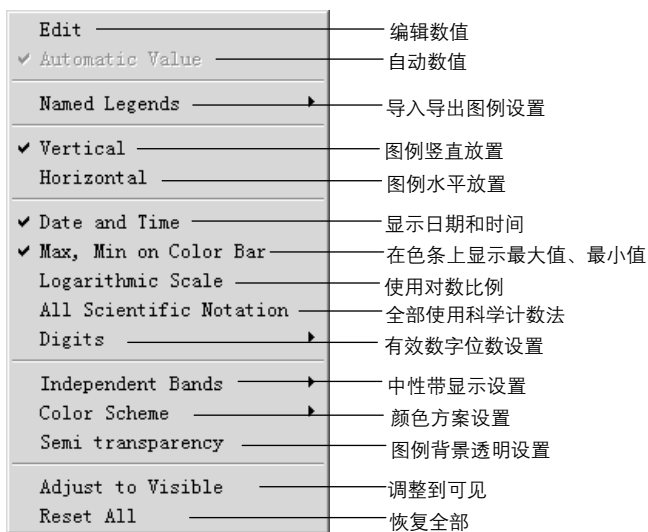 Edit 编辑数值
Automatic Value 自动数值
Named Legends 导入导出图例设置
Vertical 图例竖直放置
Horizontal 图例水平放置
Date and Time 显示日期和时间
Max, Min on Color Bar 在色条上显示最大值、最小值
Logarithmic Scale 使用对数比例
All Scientific Notation 全部使用科学计数法
Digits 有效数字位数设置
Independent Bands 中性带显示设置
Color Scheme 颜色方案设置
Semi transparency 图例背景透明设置
Adjust to Visible 调整到可见
Reset All 恢复全部